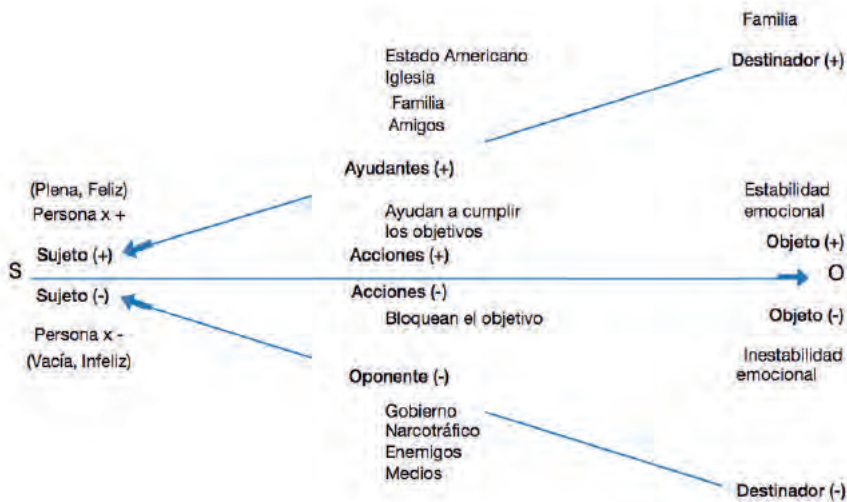 Familia
Destinador (+)
Estado Americano
Iglesia
Familia
Amigos
Ayudantes (+)
(Plena, Feliz)
Persona x +
Sujeto (+)
Ayudan a cumplir
los objetivos
Acciones (+)
Estabilidad
emocional
Objeto (+)
S
O
Sujeto (-)
Persona x -
(Vacía, Infeliz)
Acciones (-)
Bloquean el objetivo
Objeto (-)
Inestabilidad
emocional
Oponente (-)
Gobierno
Narcotráfico
Enemigos
Medios
Destinador (-)